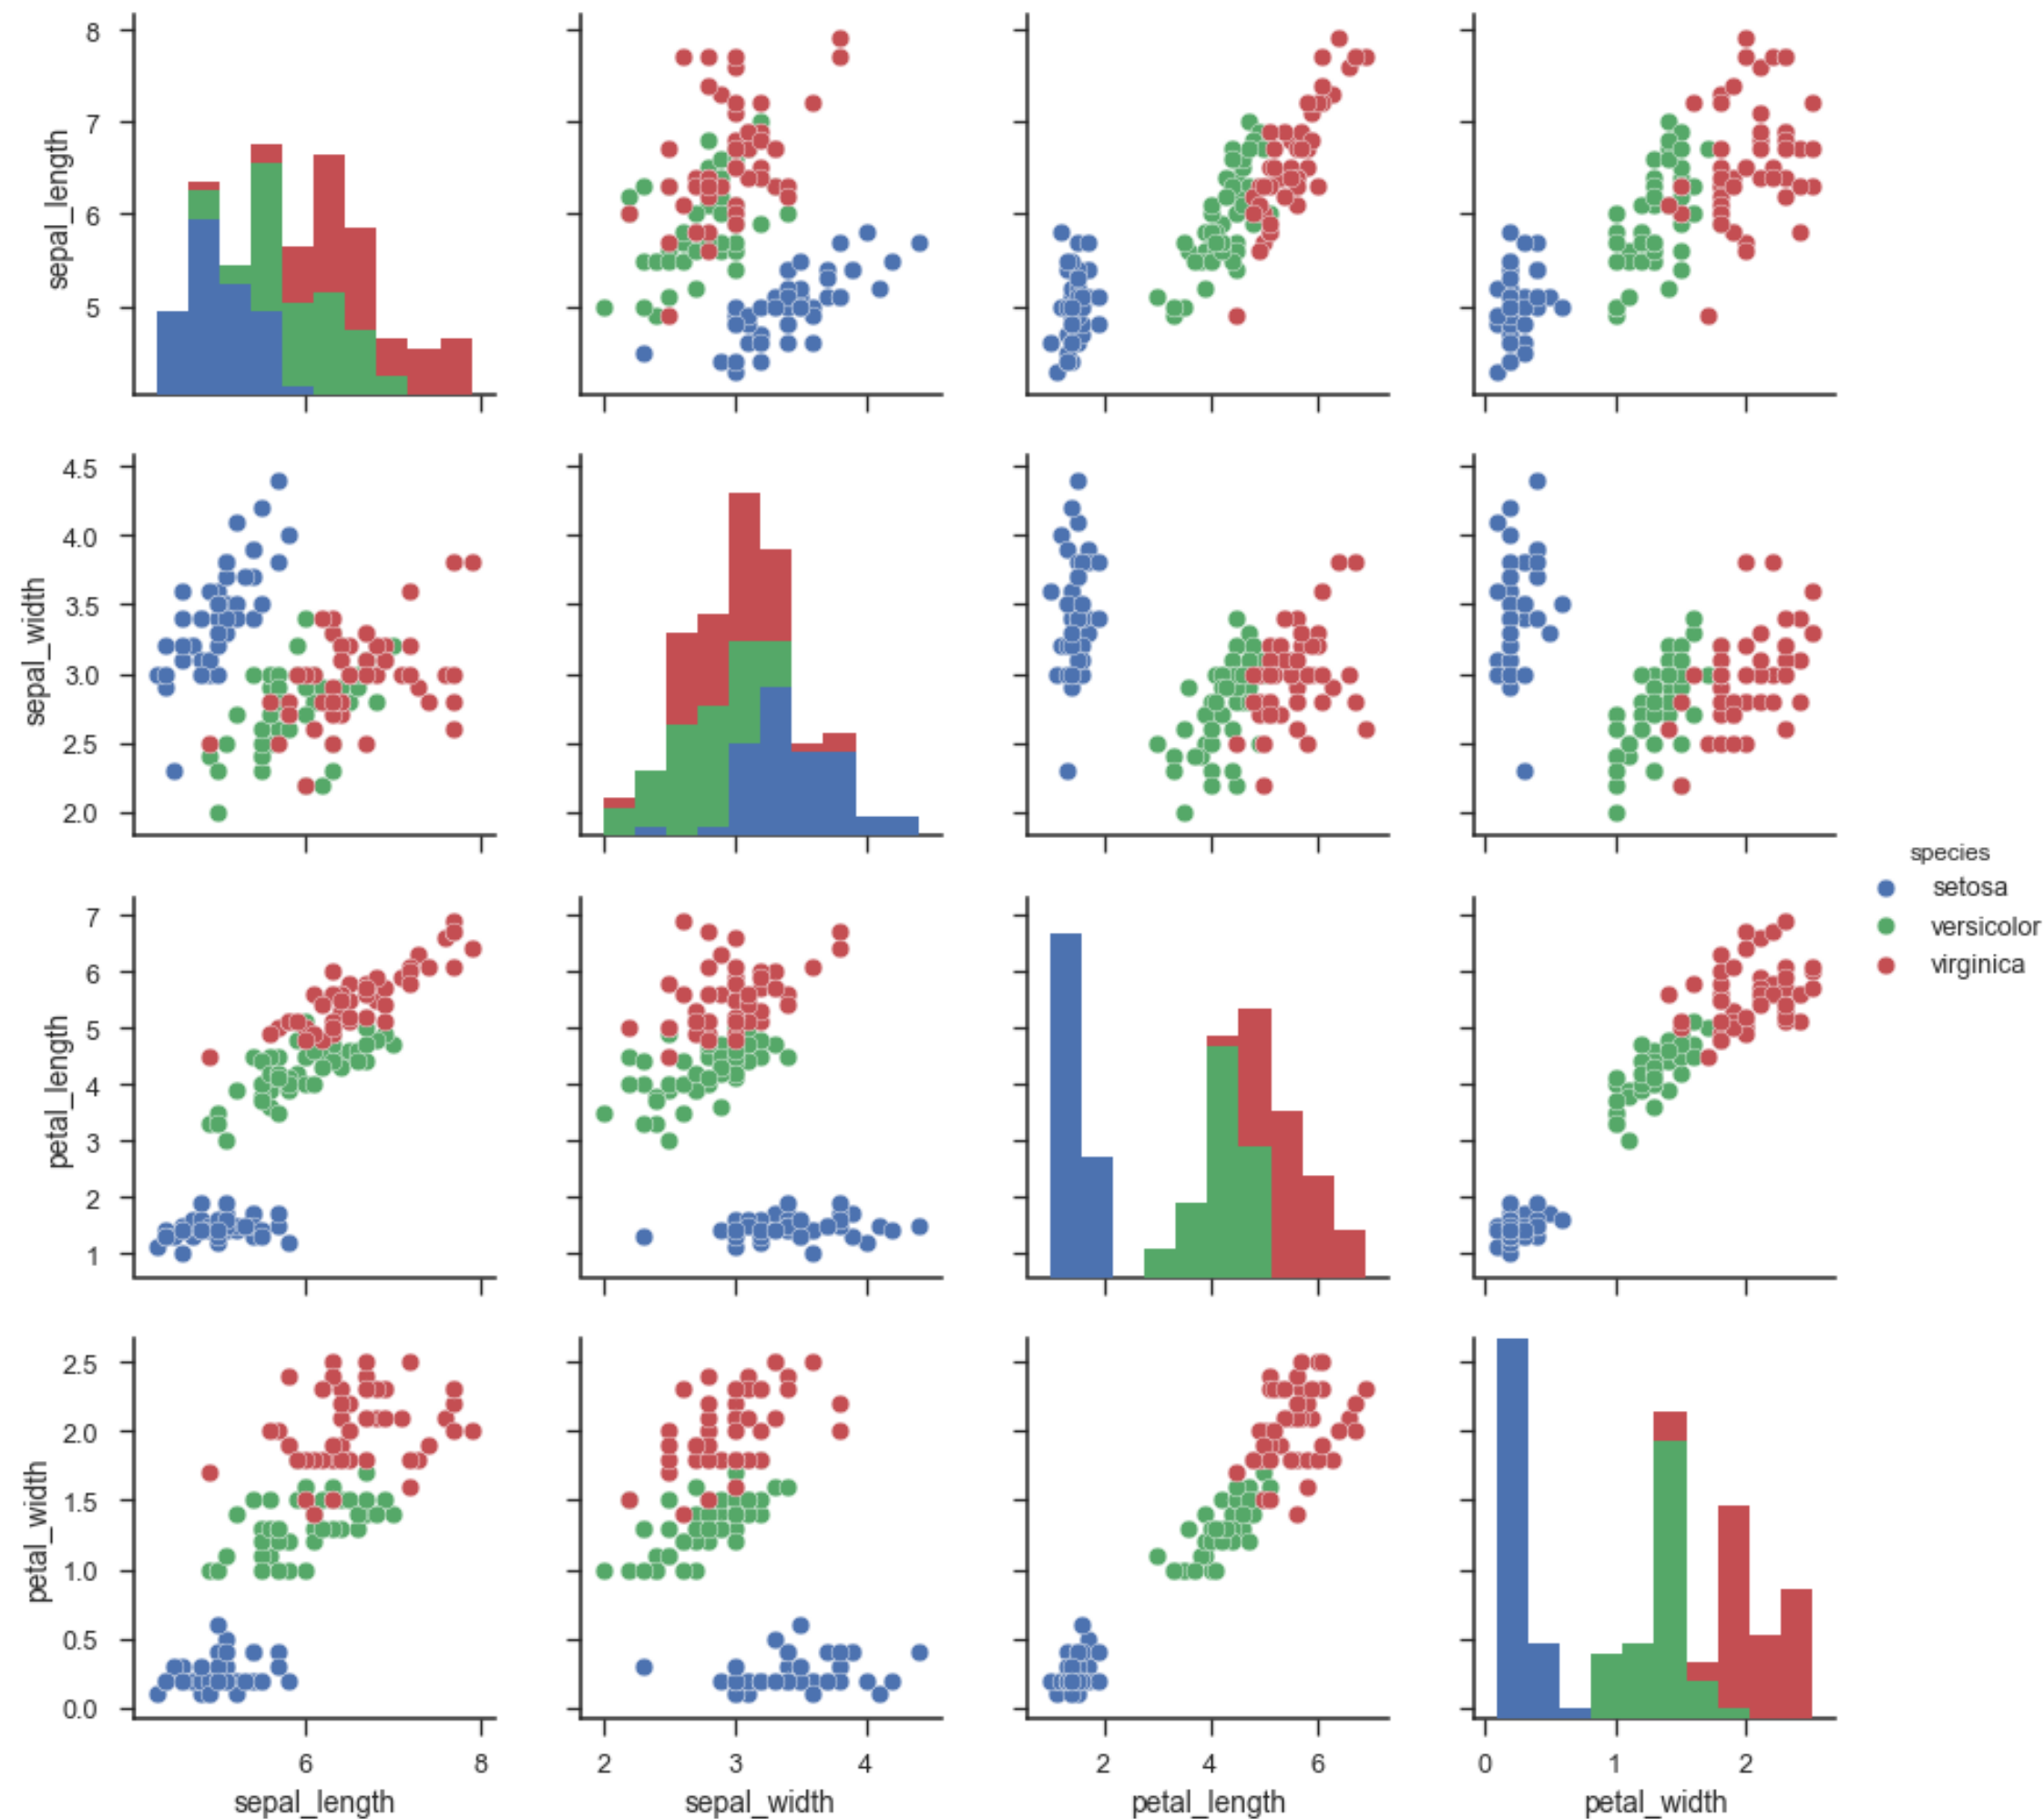 8
7
6
5
sepal_length
4.5
4.0
3.5
3.0
2.5
2.0
sepal_width
species
setosa
versicolor
virginica
7
6
5
4
3
2
1
petal_length
2.5
2.0
1.5
1.0
0.5
0.0
petal_width
6 8 2 3 4 2 4 6 0 1 2
sepal_length sepal_width petal_length petal_width